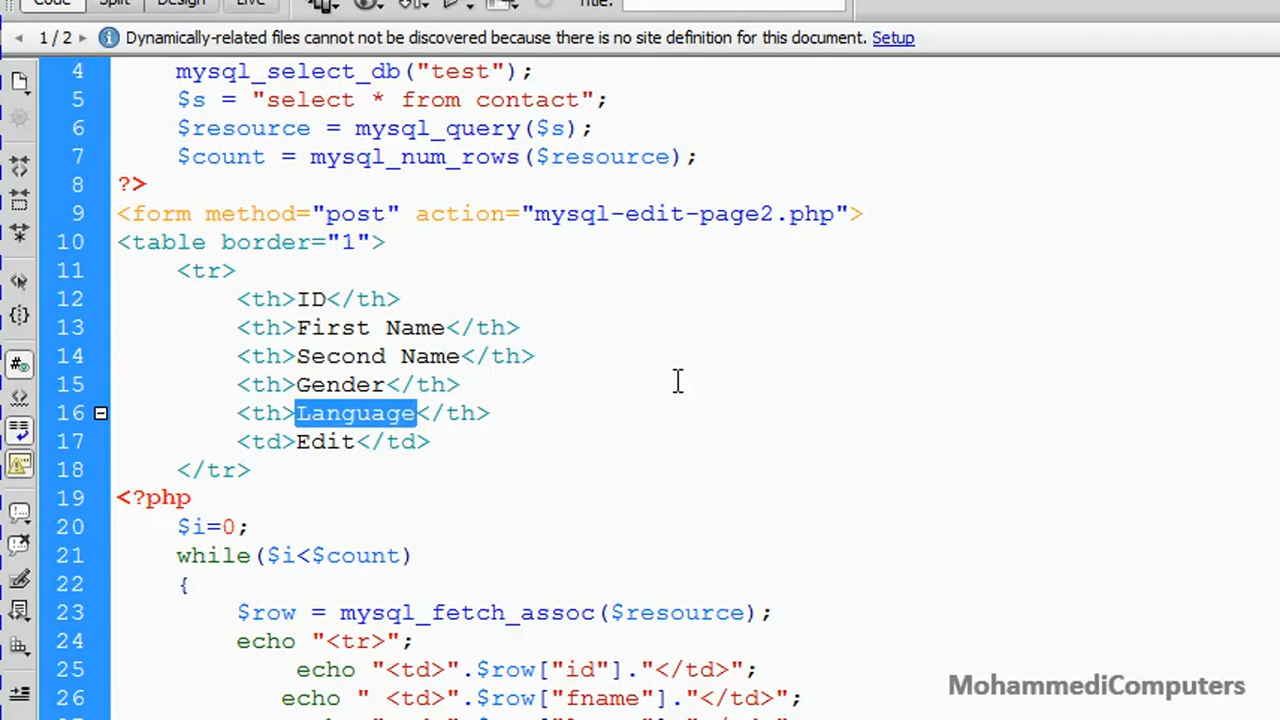 Code Split Design Live Title:
1 / 2 Dynamically-related files cannot not be discovered because there is no site definition for this document. Setup
4 mysql_select_db("test");
5 $s = "select * from contact";
6 $resource = mysql_query($s);
7 $count = mysql_num_rows($resource);
8 ?>
9 <form method="post" action="mysql-edit-page2.php">
10 <table border="1">
11 <tr>
12 <th>ID</th>
13 <th>First Name</th>
14 <th>Second Name</th>
15 <th>Gender</th>
16 <th>Language</th>
17 <td>Edit</td>
18 </tr>
19 <?php
20 $i=0;
21 while($i<$count)
22 {
23 $row = mysql_fetch_assoc($resource);
24 echo "<tr>";
25 echo "<td>".$row["id"]."</td>";
26 echo " <td>".$row["fname"]."</td>";
MohammediComputers